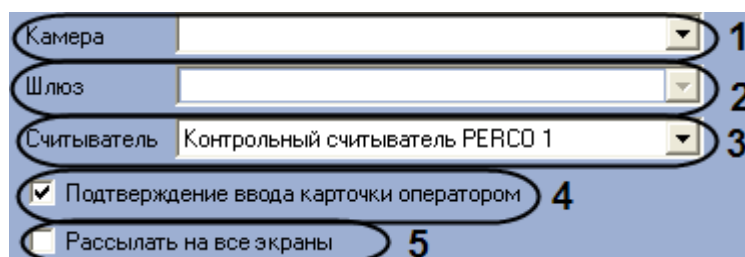 Камера 1
Шлюз 2
Считыватель Контрольный считыватель PERCO 1 3
Подтверждение ввода карточки оператором 4
Рассылать на все экраны 5